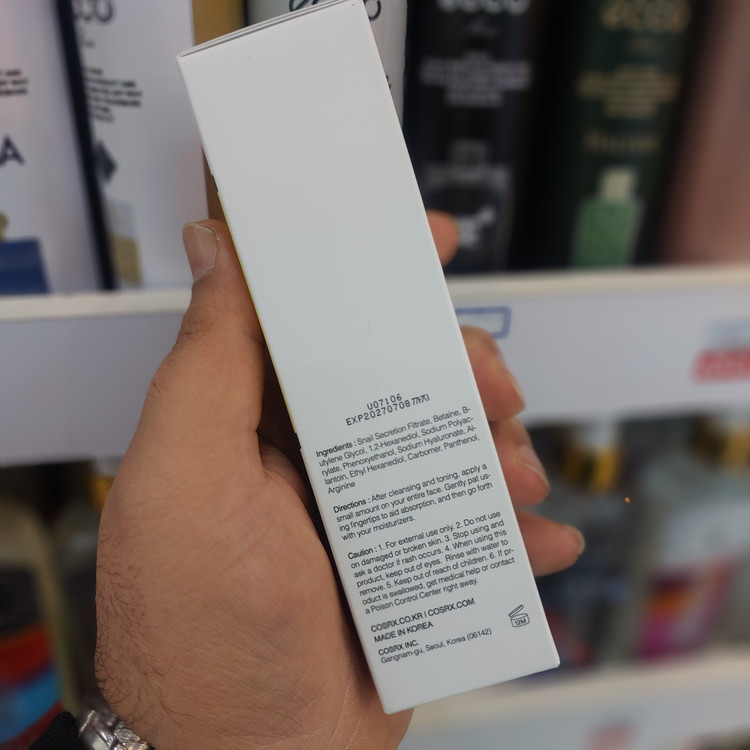 ecco
U07106
EXP20270708까지
Ingredients : Snail Secretion Filtrate, Betaine, B-
utylene Glycol, 1,2-Hexanediol, Sodium Polyac-
rylate, Phenoxyethanol, Sodium Hyaluronate, Al-
lantoin, Ethyl Hexanediol, Carbomer, Panthenol,
Arginine
Directions : After cleansing and toning, apply a
small amount on your entire face. Gently pat us-
ing fingertips to aid absorption, and then go forth
with your moisturizers.
Caution : 1. For external use only. 2. Do not use
on damaged or broken skin. 3. Stop using and
ask a doctor if rash occurs. 4. When using this
product, keep out of eyes. Rinse with water to
remove. 5. Keep out of reach of children. 6. If pr-
oduct is swallowed, get medical help or contact
a Poison Control Center right away.
COSRX.CO.KR | COSRX.COM
MADE IN KOREA
COSRX INC.
Gangnam-gu, Seoul, Korea (06142)
12M